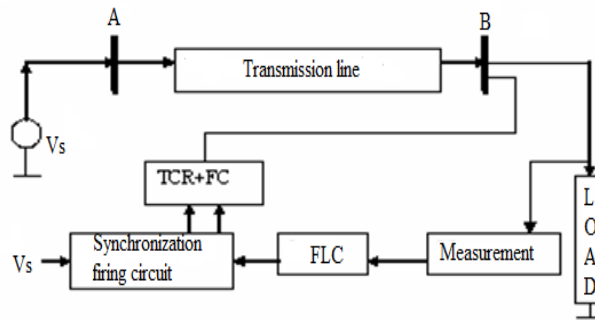 A
B
Transmission line
Vs
TCR+FC
Synchronization
firing circuit
Vs
FLC
Measurement
L
O
A
D